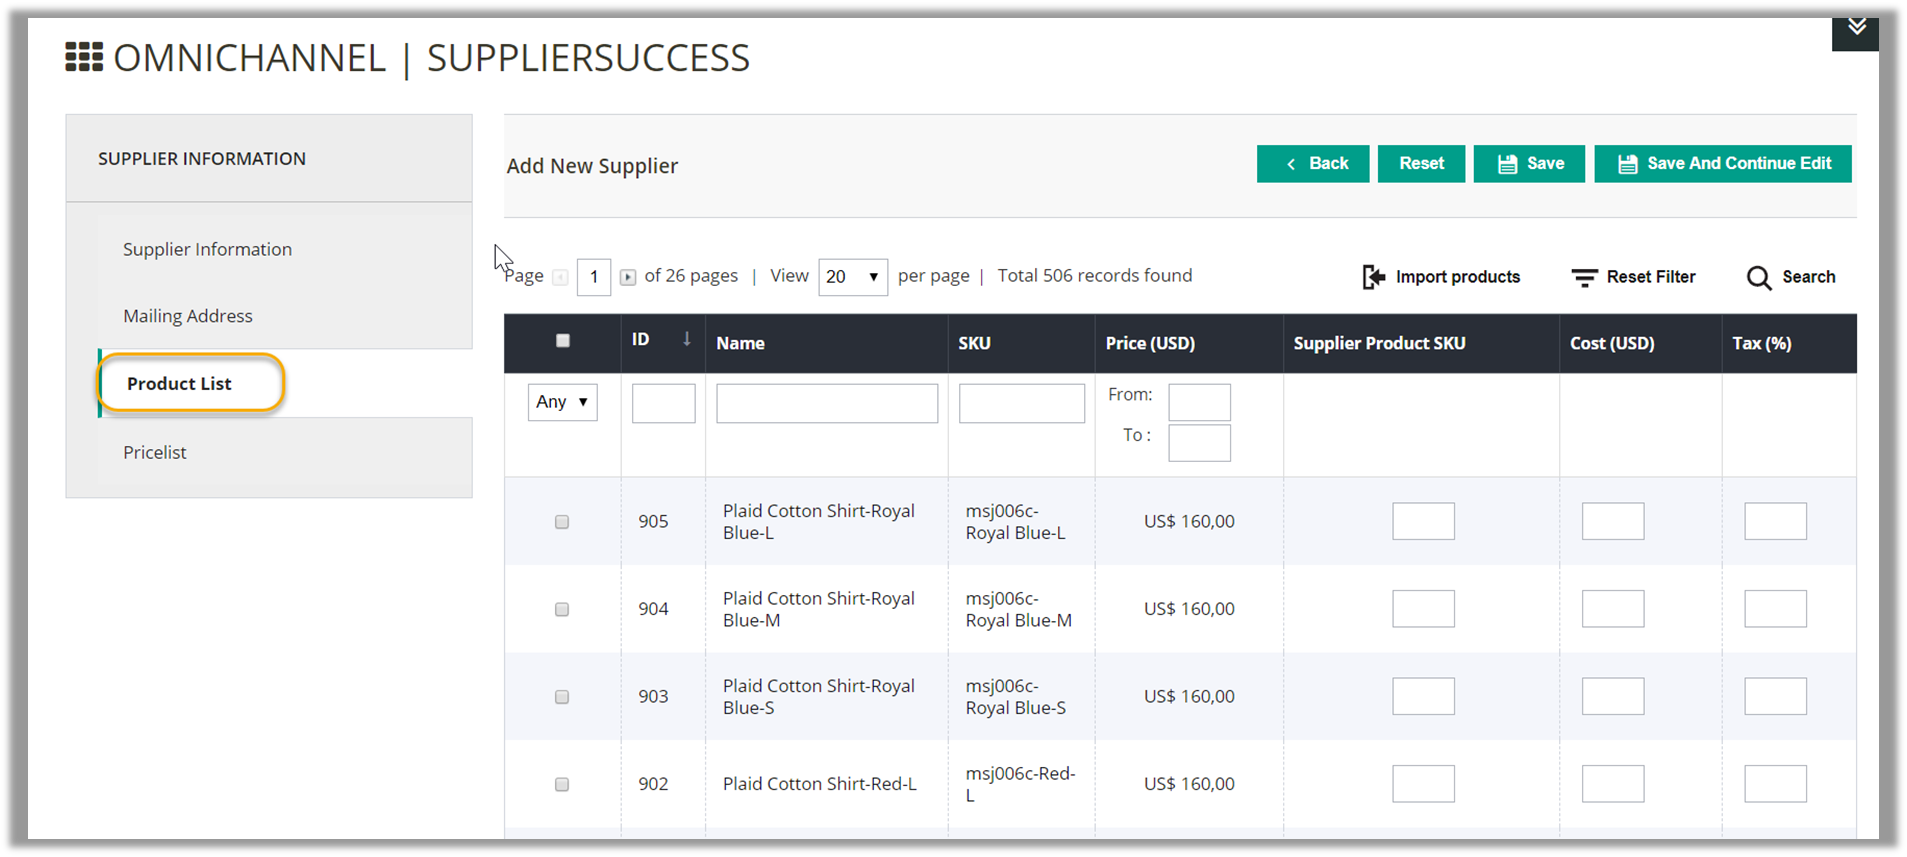 OMNICHANNEL | SUPPLIERSUCCESS
SUPPLIER INFORMATION
Supplier Information
Mailing Address
Product List
Pricelist
Add New Supplier
Back
Reset
Save
Save And Continue Edit
Page 1 of 26 pages | View 20 per page | Total 506 records found
Import products
Reset Filter
Search
ID Name SKU Price (USD) Supplier Product SKU Cost (USD) Tax (%)
Any From:
To :
905 Plaid Cotton Shirt-Royal msj006c- US$ 160,00
Blue-L Royal Blue-L
904 Plaid Cotton Shirt-Royal msj006c- US$ 160,00
Blue-M Royal Blue-M
903 Plaid Cotton Shirt-Royal msj006c- US$ 160,00
Blue-S Royal Blue-S
902 Plaid Cotton Shirt-Red-L msj006c-Red- US$ 160,00
L